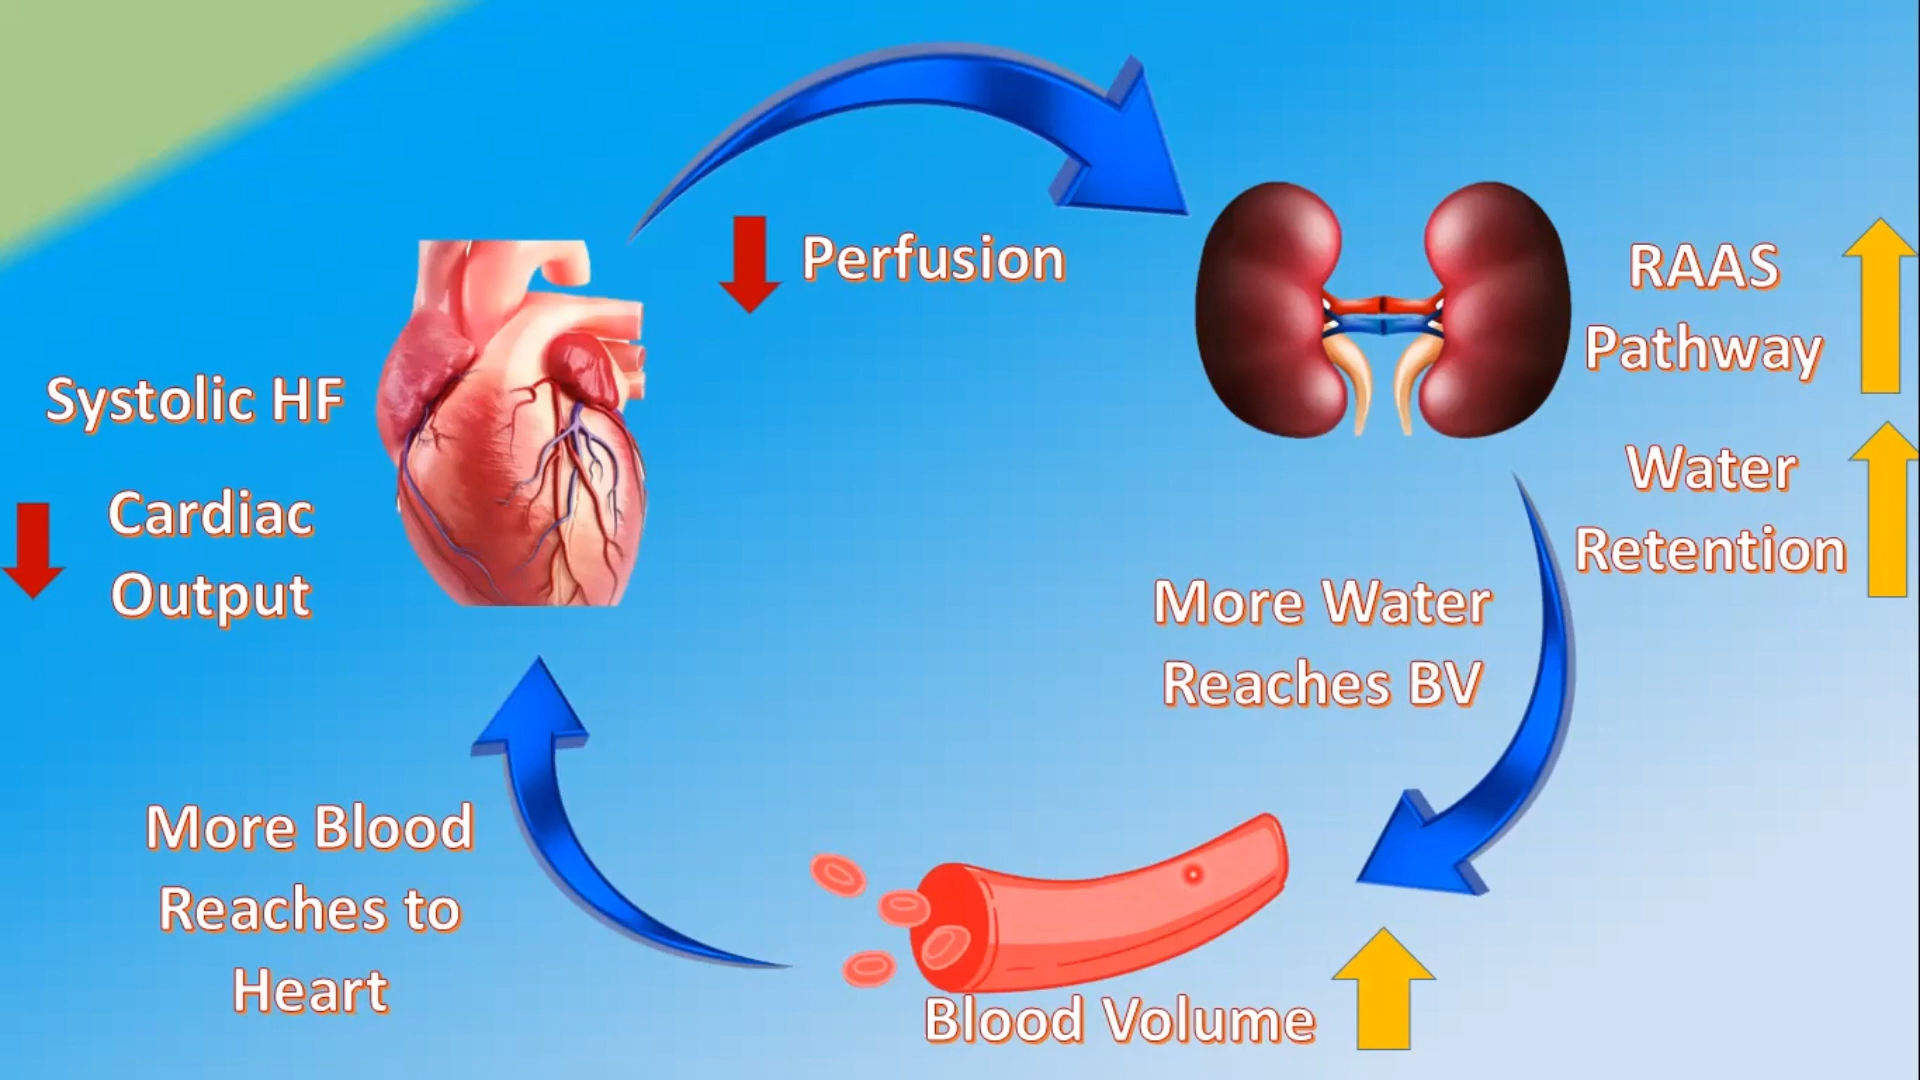 Perfusion
RAAS
Pathway
Water
Retention
More Water
Reaches BV
Blood Volume
More Blood
Reaches to
Heart
Systolic HF
Cardiac
Output